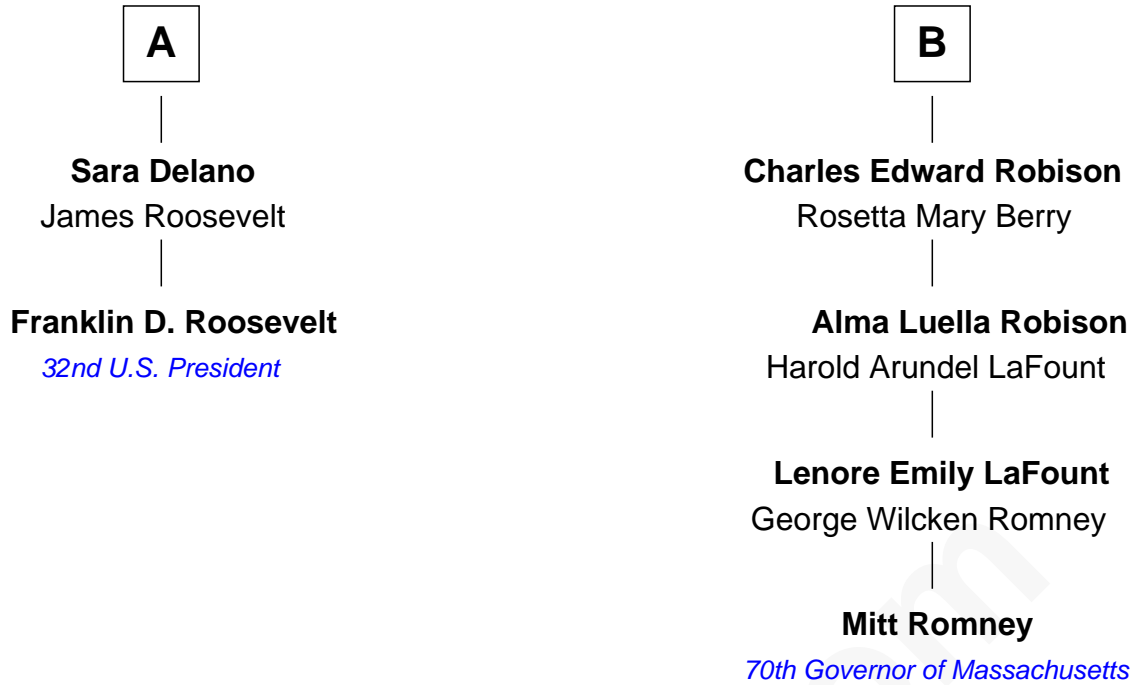 A
Sara Delano
James Roosevelt
Franklin D. Roosevelt
32nd U.S. President
B
Charles Edward Robison
Rosetta Mary Berry
Alma Luella Robison
Harold Arundel LaFount
Lenore Emily LaFount
George Wilcken Romney
Mitt Romney
70th Governor of Massachusetts